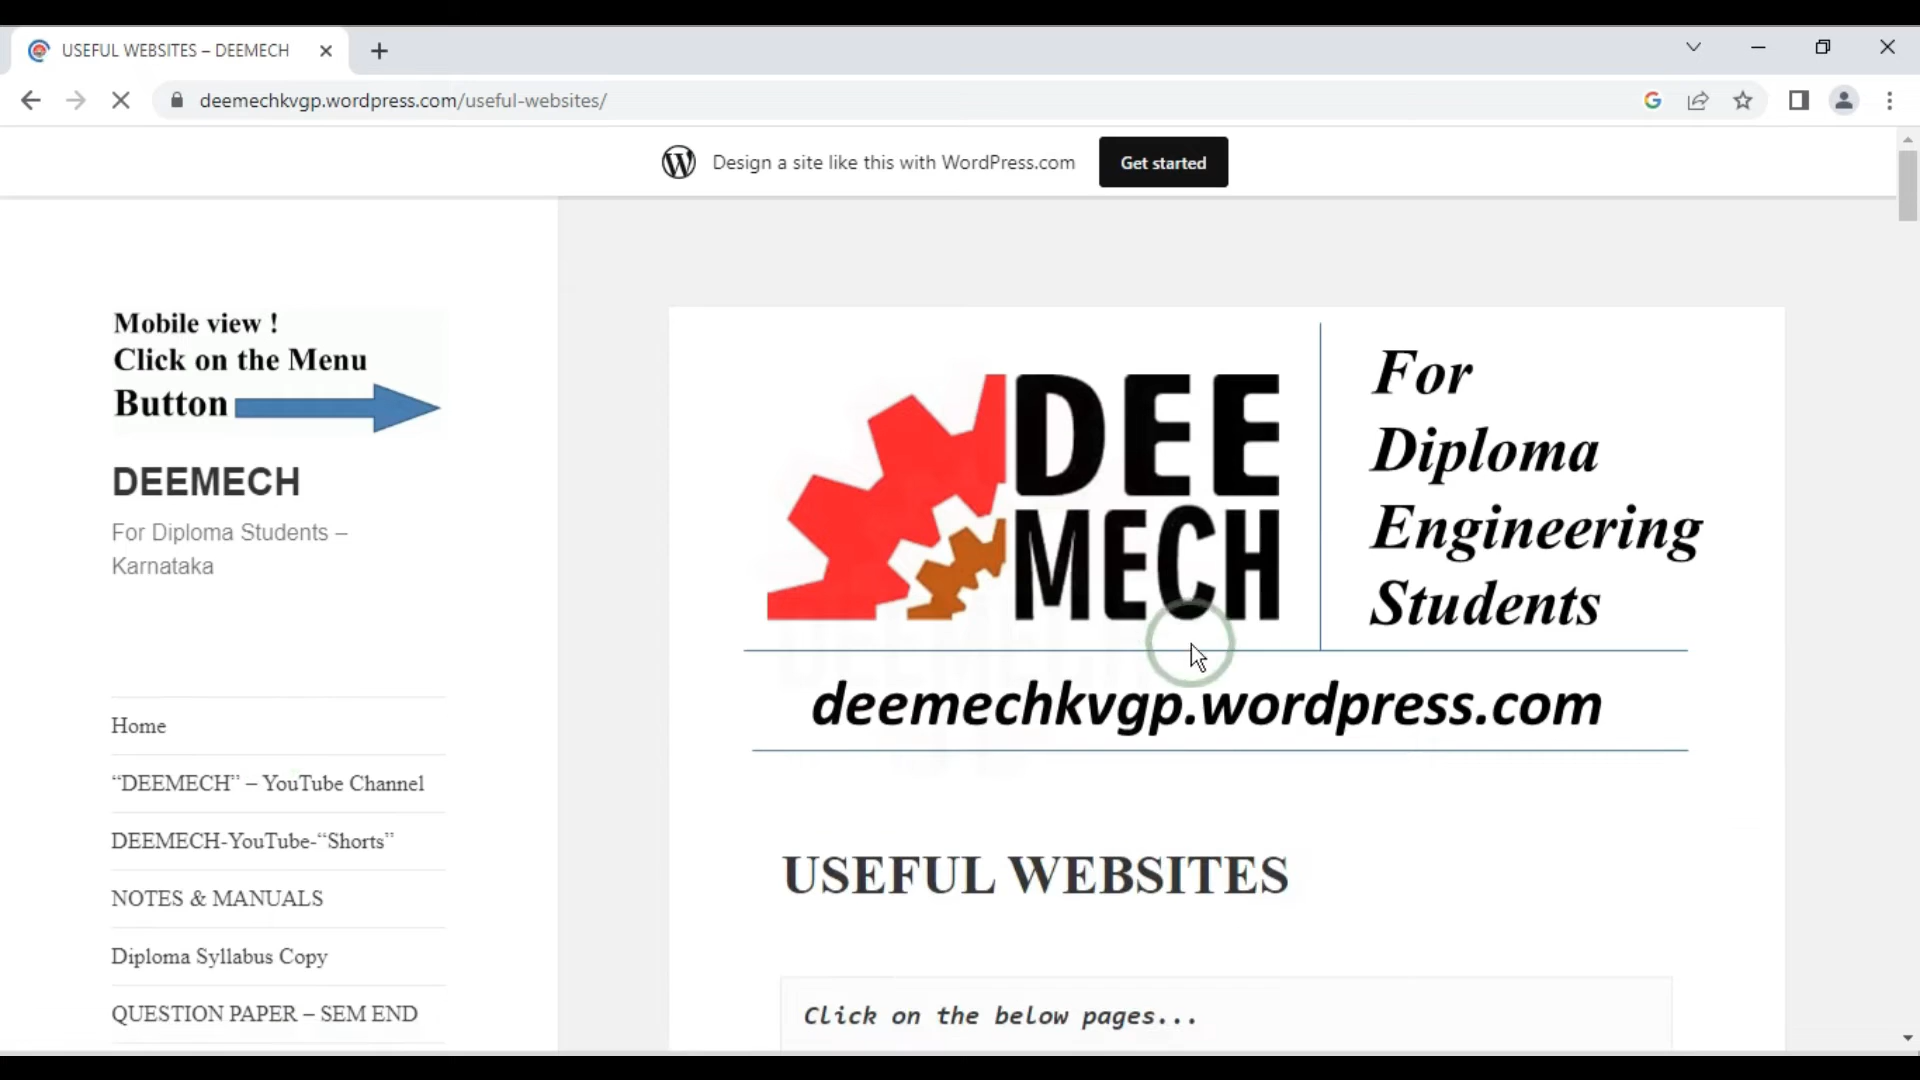 USEFUL WEBSITES – DEEMECH
deemechkvgp.wordpress.com/useful-websites/
Design a site like this with WordPress.com
Get started
Mobile view !
Click on the Menu
Button
DEEMECH
For Diploma Students –
Karnataka
Home
“DEEMECH” – YouTube Channel
DEEMECH-YouTube-“Shorts”
NOTES & MANUALS
Diploma Syllabus Copy
QUESTION PAPER – SEM END
DEE
MECH
For
Diploma
Engineering
Students
deemechkvgp.wordpress.com
USEFUL WEBSITES
Click on the below pages...